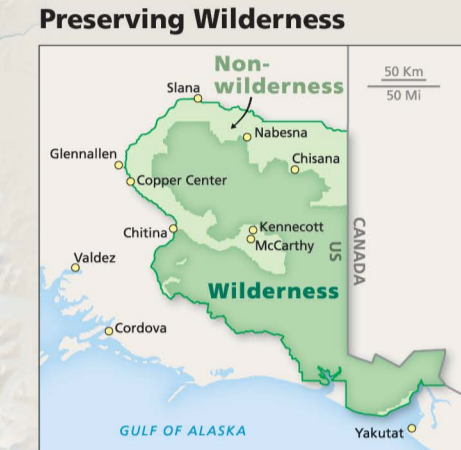 Preserving Wilderness
Non-
wilderness
50 Km
50 Mi
Slana
Nabesna
Glennallen
Chisana
Copper Center
Chitina
Kennecott
McCarthy
US
CANADA
Valdez
Wilderness
Cordova
GULF OF ALASKA
Yakutat